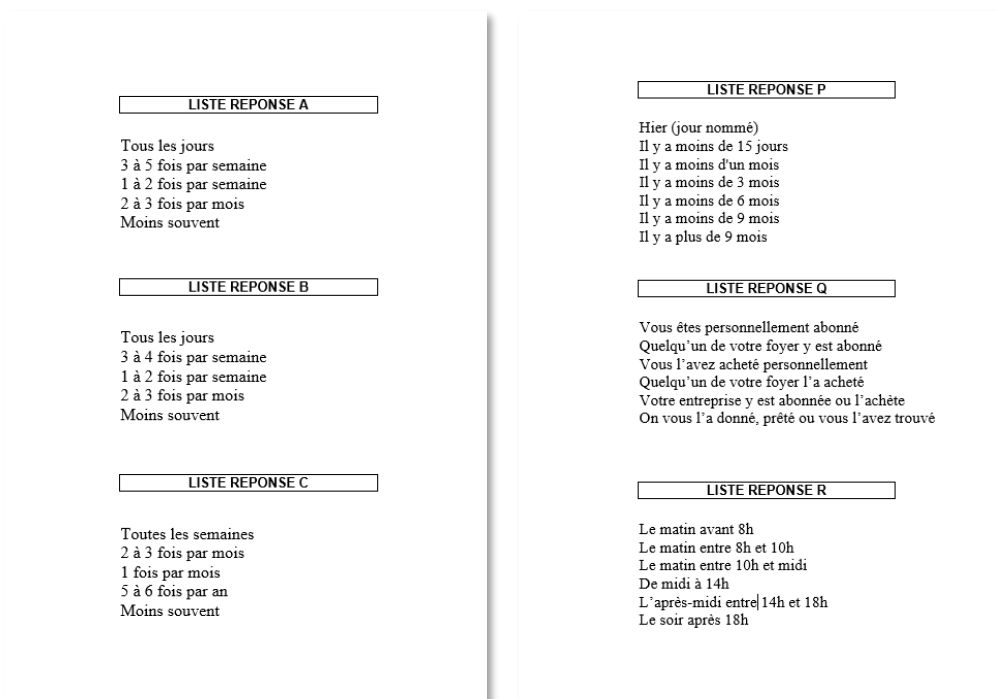 LISTE REPONSE A
Tous les jours
3 à 5 fois par semaine
1 à 2 fois par semaine
2 à 3 fois par mois
Moins souvent
LISTE REPONSE B
Tous les jours
3 à 4 fois par semaine
1 à 2 fois par semaine
2 à 3 fois par mois
Moins souvent
LISTE REPONSE C
Toutes les semaines
2 à 3 fois par mois
1 fois par mois
5 à 6 fois par an
Moins souvent
LISTE REPONSE P
Hier (jour nommé)
Il y a moins de 15 jours
Il y a moins d'un mois
Il y a moins de 3 mois
Il y a moins de 6 mois
Il y a moins de 9 mois
Il y a plus de 9 mois
LISTE REPONSE Q
Vous êtes personnellement abonné
Quelqu’un de votre foyer y est abonné
Vous l’avez acheté personnellement
Quelqu’un de votre foyer l’a acheté
Votre entreprise y est abonnée ou l’achète
On vous l’a donné, prêté ou vous l’avez trouvé
LISTE REPONSE R
Le matin avant 8h
Le matin entre 8h et 10h
Le matin entre 10h et midi
De midi à 14h
L’après-midi entre 14h et 18h
Le soir après 18h